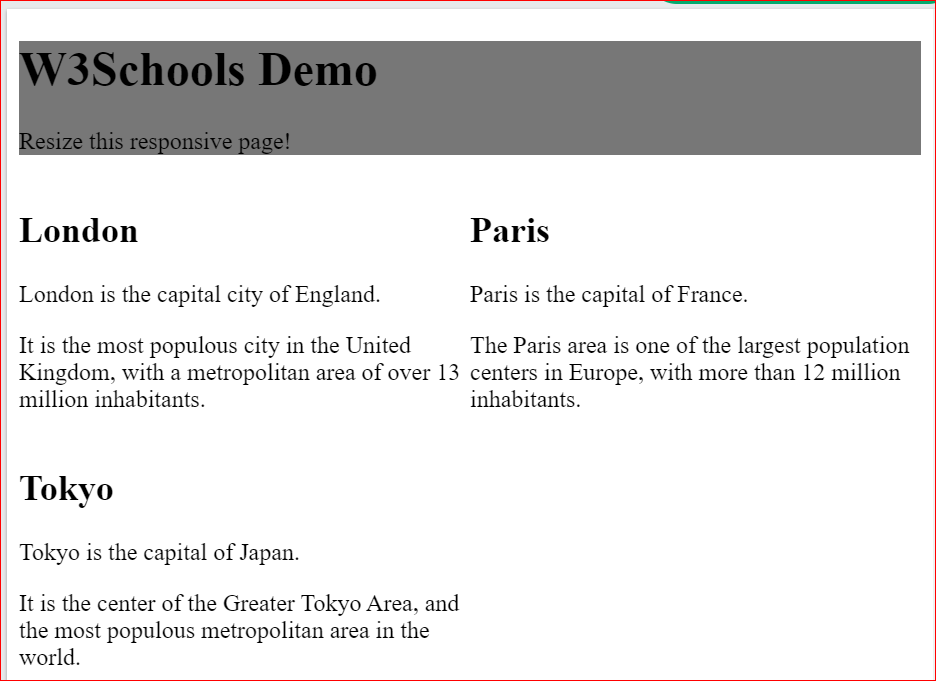 W3Schools Demo
Resize this responsive page!
London
London is the capital city of England.
It is the most populous city in the United
Kingdom, with a metropolitan area of over 13
million inhabitants.
Paris
Paris is the capital of France.
The Paris area is one of the largest population
centers in Europe, with more than 12 million
inhabitants.
Tokyo
Tokyo is the capital of Japan.
It is the center of the Greater Tokyo Area, and
the most populous metropolitan area in the
world.